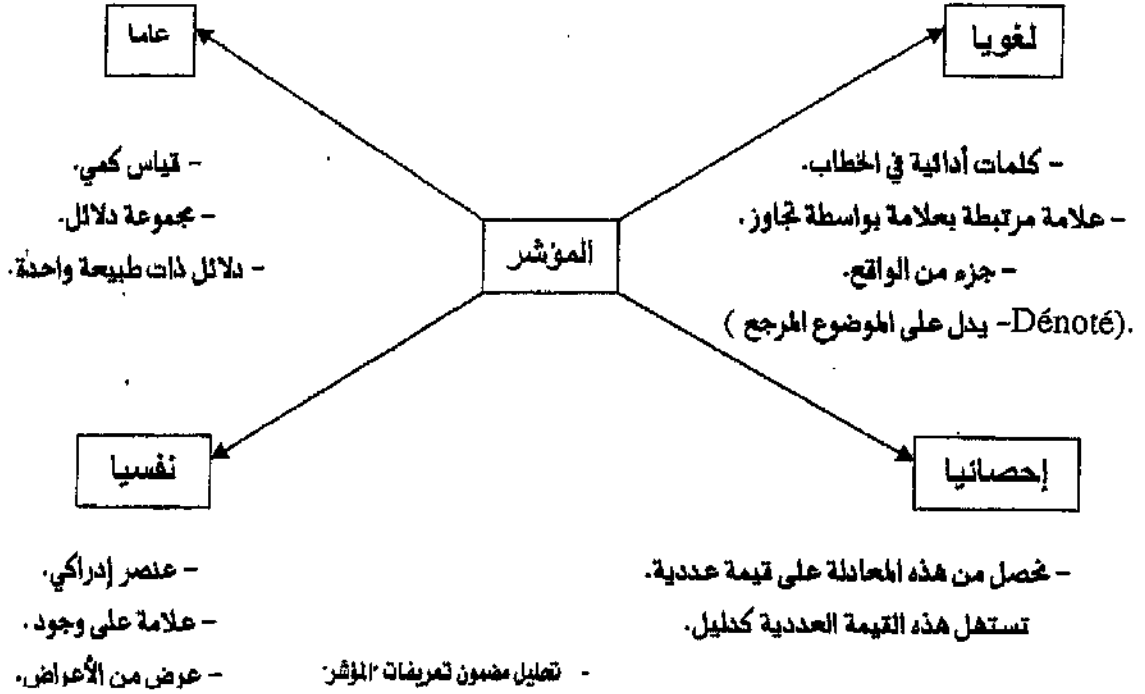 لغويا
- كلمات أدائية في الخطاب.
- علامة مرتبطة بعلامة بواسطة تجاوز.
- جزء من الواقع.
(Dénoté- يدل على الموضوع المرجع ).
عاما
- قياس كمي.
- مجموعة دلائل.
- دلائل ذات طبيعة واحدة.
المؤشر
إحصائيا
- نحصل من هذه المعادلة على قيمة عددية.
تستهل هذه القيمة العددية كدليل.
نفسيا
- عنصر إدراكي.
- علامة على وجود.
- عرض من الأعراض.
- تحليل مضمون تعريفات "المؤشر"